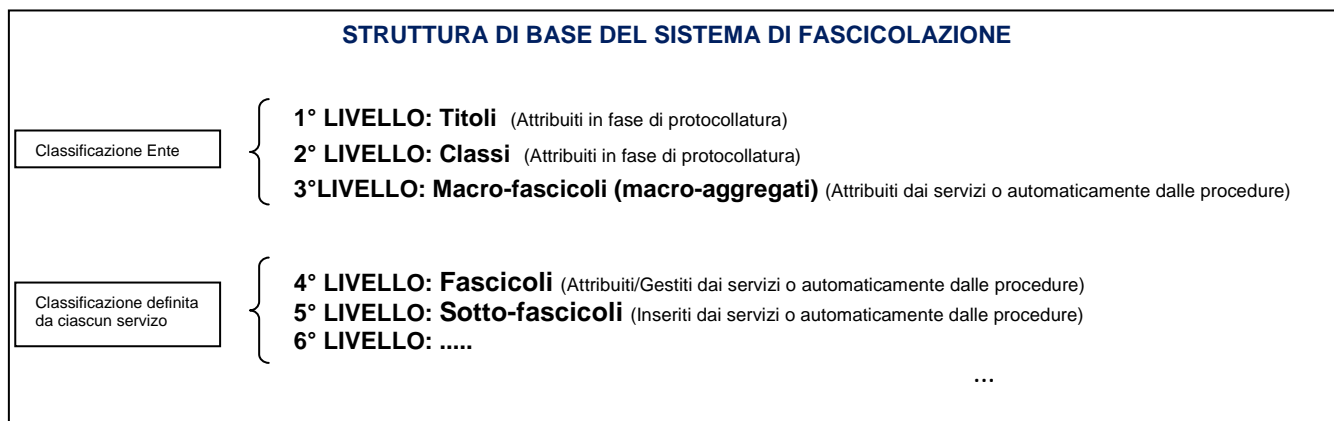 STRUTTURA DI BASE DEL SISTEMA DI FASCICOLAZIONE
Classificazione Ente
1° LIVELLO: Titoli (Attribuiti in fase di protocollatura)
2° LIVELLO: Classi (Attribuiti in fase di protocollatura)
3°LIVELLO: Macro-fascicoli (macro-aggregati) (Attribuiti dai servizi o automaticamente dalle procedure)
Classificazione definita
da ciascun servizo
4° LIVELLO: Fascicoli (Attribuiti/Gestiti dai servizi o automaticamente dalle procedure)
5° LIVELLO: Sotto-fascicoli (Inseriti dai servizi o automaticamente dalle procedure)
6° LIVELLO: .....
...